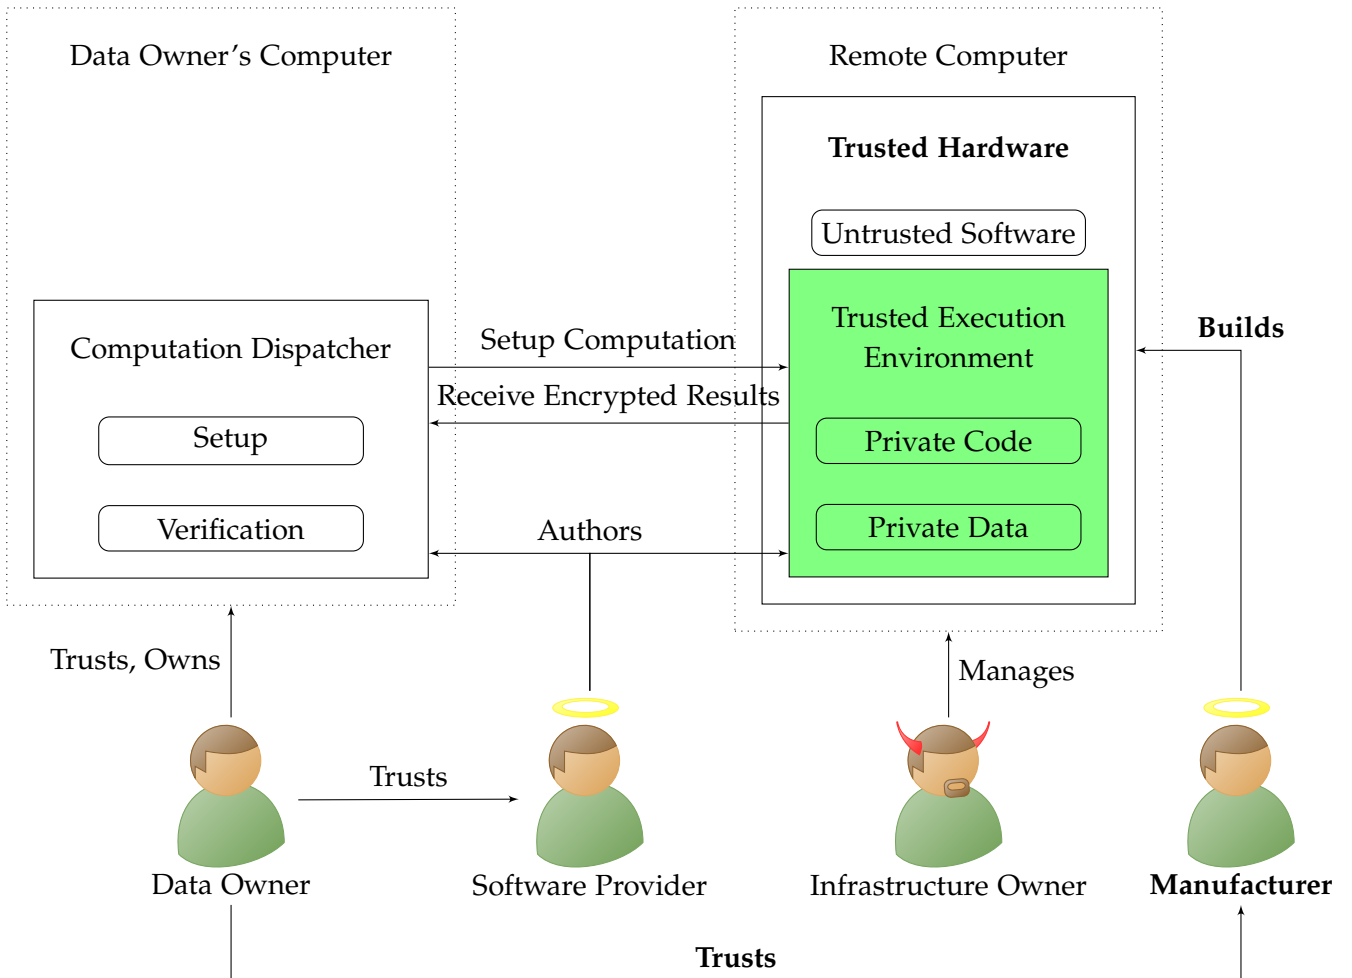 Data Owner's Computer
Remote Computer
Trusted Hardware
Untrusted Software
Trusted Execution
Environment
Private Code
Private Data
Computation Dispatcher
Setup
Verification
Setup Computation
Receive Encrypted Results
Authors
Builds
Trusts, Owns
Manages
Trusts
Data Owner
Software Provider
Infrastructure Owner
Manufacturer
Trusts